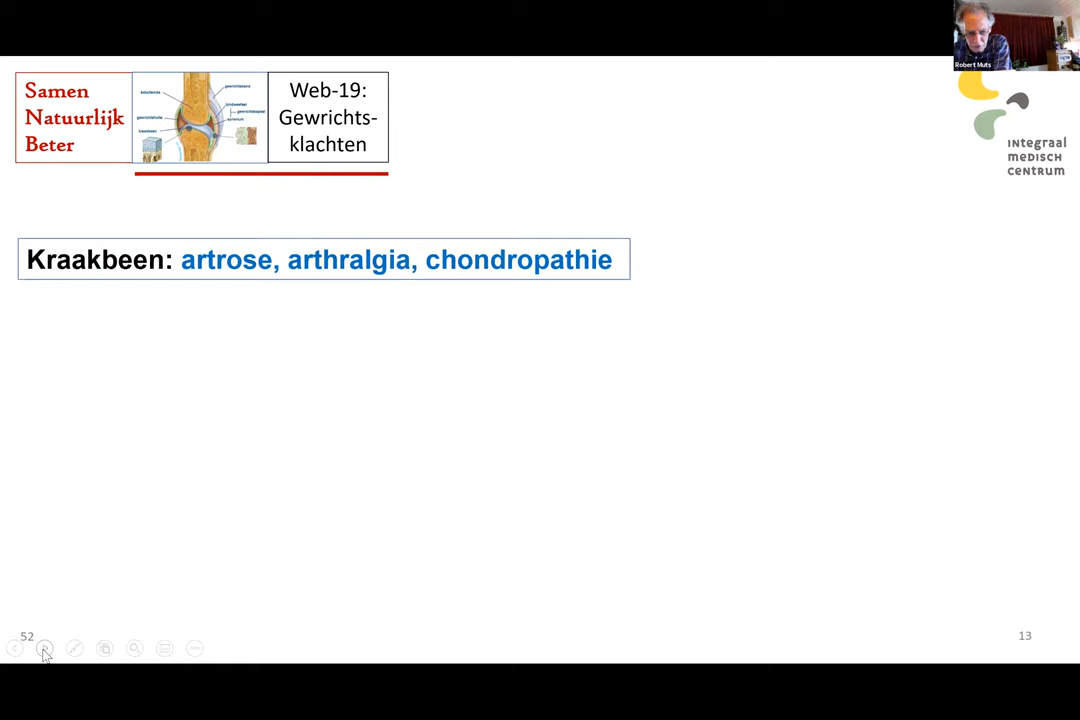 Robert Muts
Samen
Natuurlijk
Beter
Web-19:
Gewrichts-
klachten
integraal
medisch
centrum
Kraakbeen: artrose, arthralgia, chondropathie
52
13